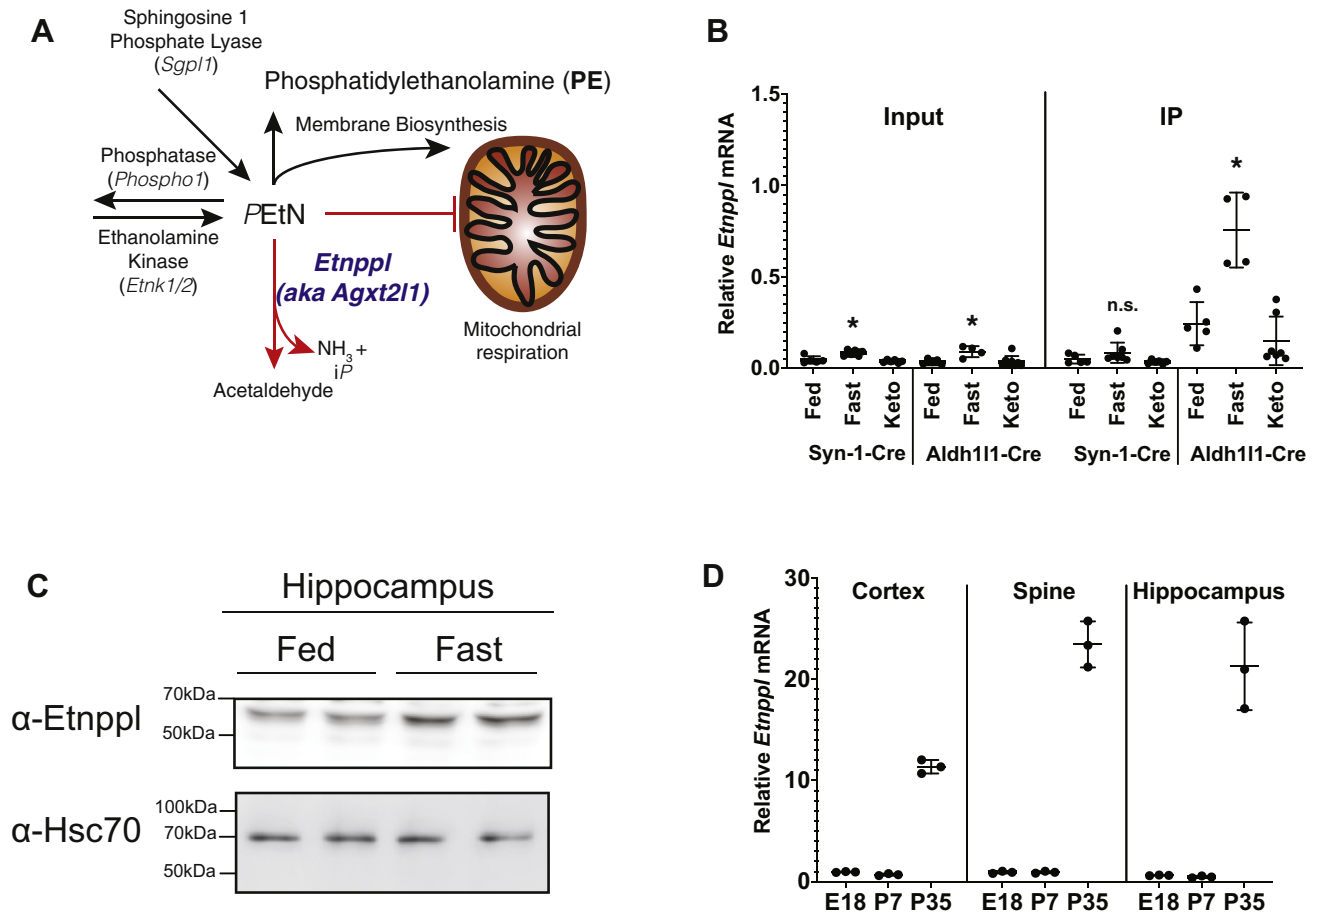 A
Sphingosine 1
Phosphate Lyase
(Sgpl1)
Phosphatidylethanolamine (PE)
Membrane Biosynthesis
Phosphatase
(Phospho1)
PEtN
Ethanolamine
Kinase
(Etnk1/2)
Etnppl
(aka Agxt2l1)
NH3 +
iP
Acetaldehyde
Mitochondrial
respiration
B
Relative Etnppl mRNA
1.5
1.0
0.5
0.0
Input
IP
*
*
n.s.
*
Fed
Fast
Keto
Fed
Fast
Keto
Fed
Fast
Keto
Fed
Fast
Keto
Syn-1-Cre
Aldh1l1-Cre
Syn-1-Cre
Aldh1l1-Cre
C
Hippocampus
Fed
Fast
α-Etnppl
70kDa
50kDa
α-Hsc70
100kDa
70kDa
50kDa
D
Relative Etnppl mRNA
30
20
10
0
Cortex
Spine
Hippocampus
E18 P7 P35
E18 P7 P35
E18 P7 P35